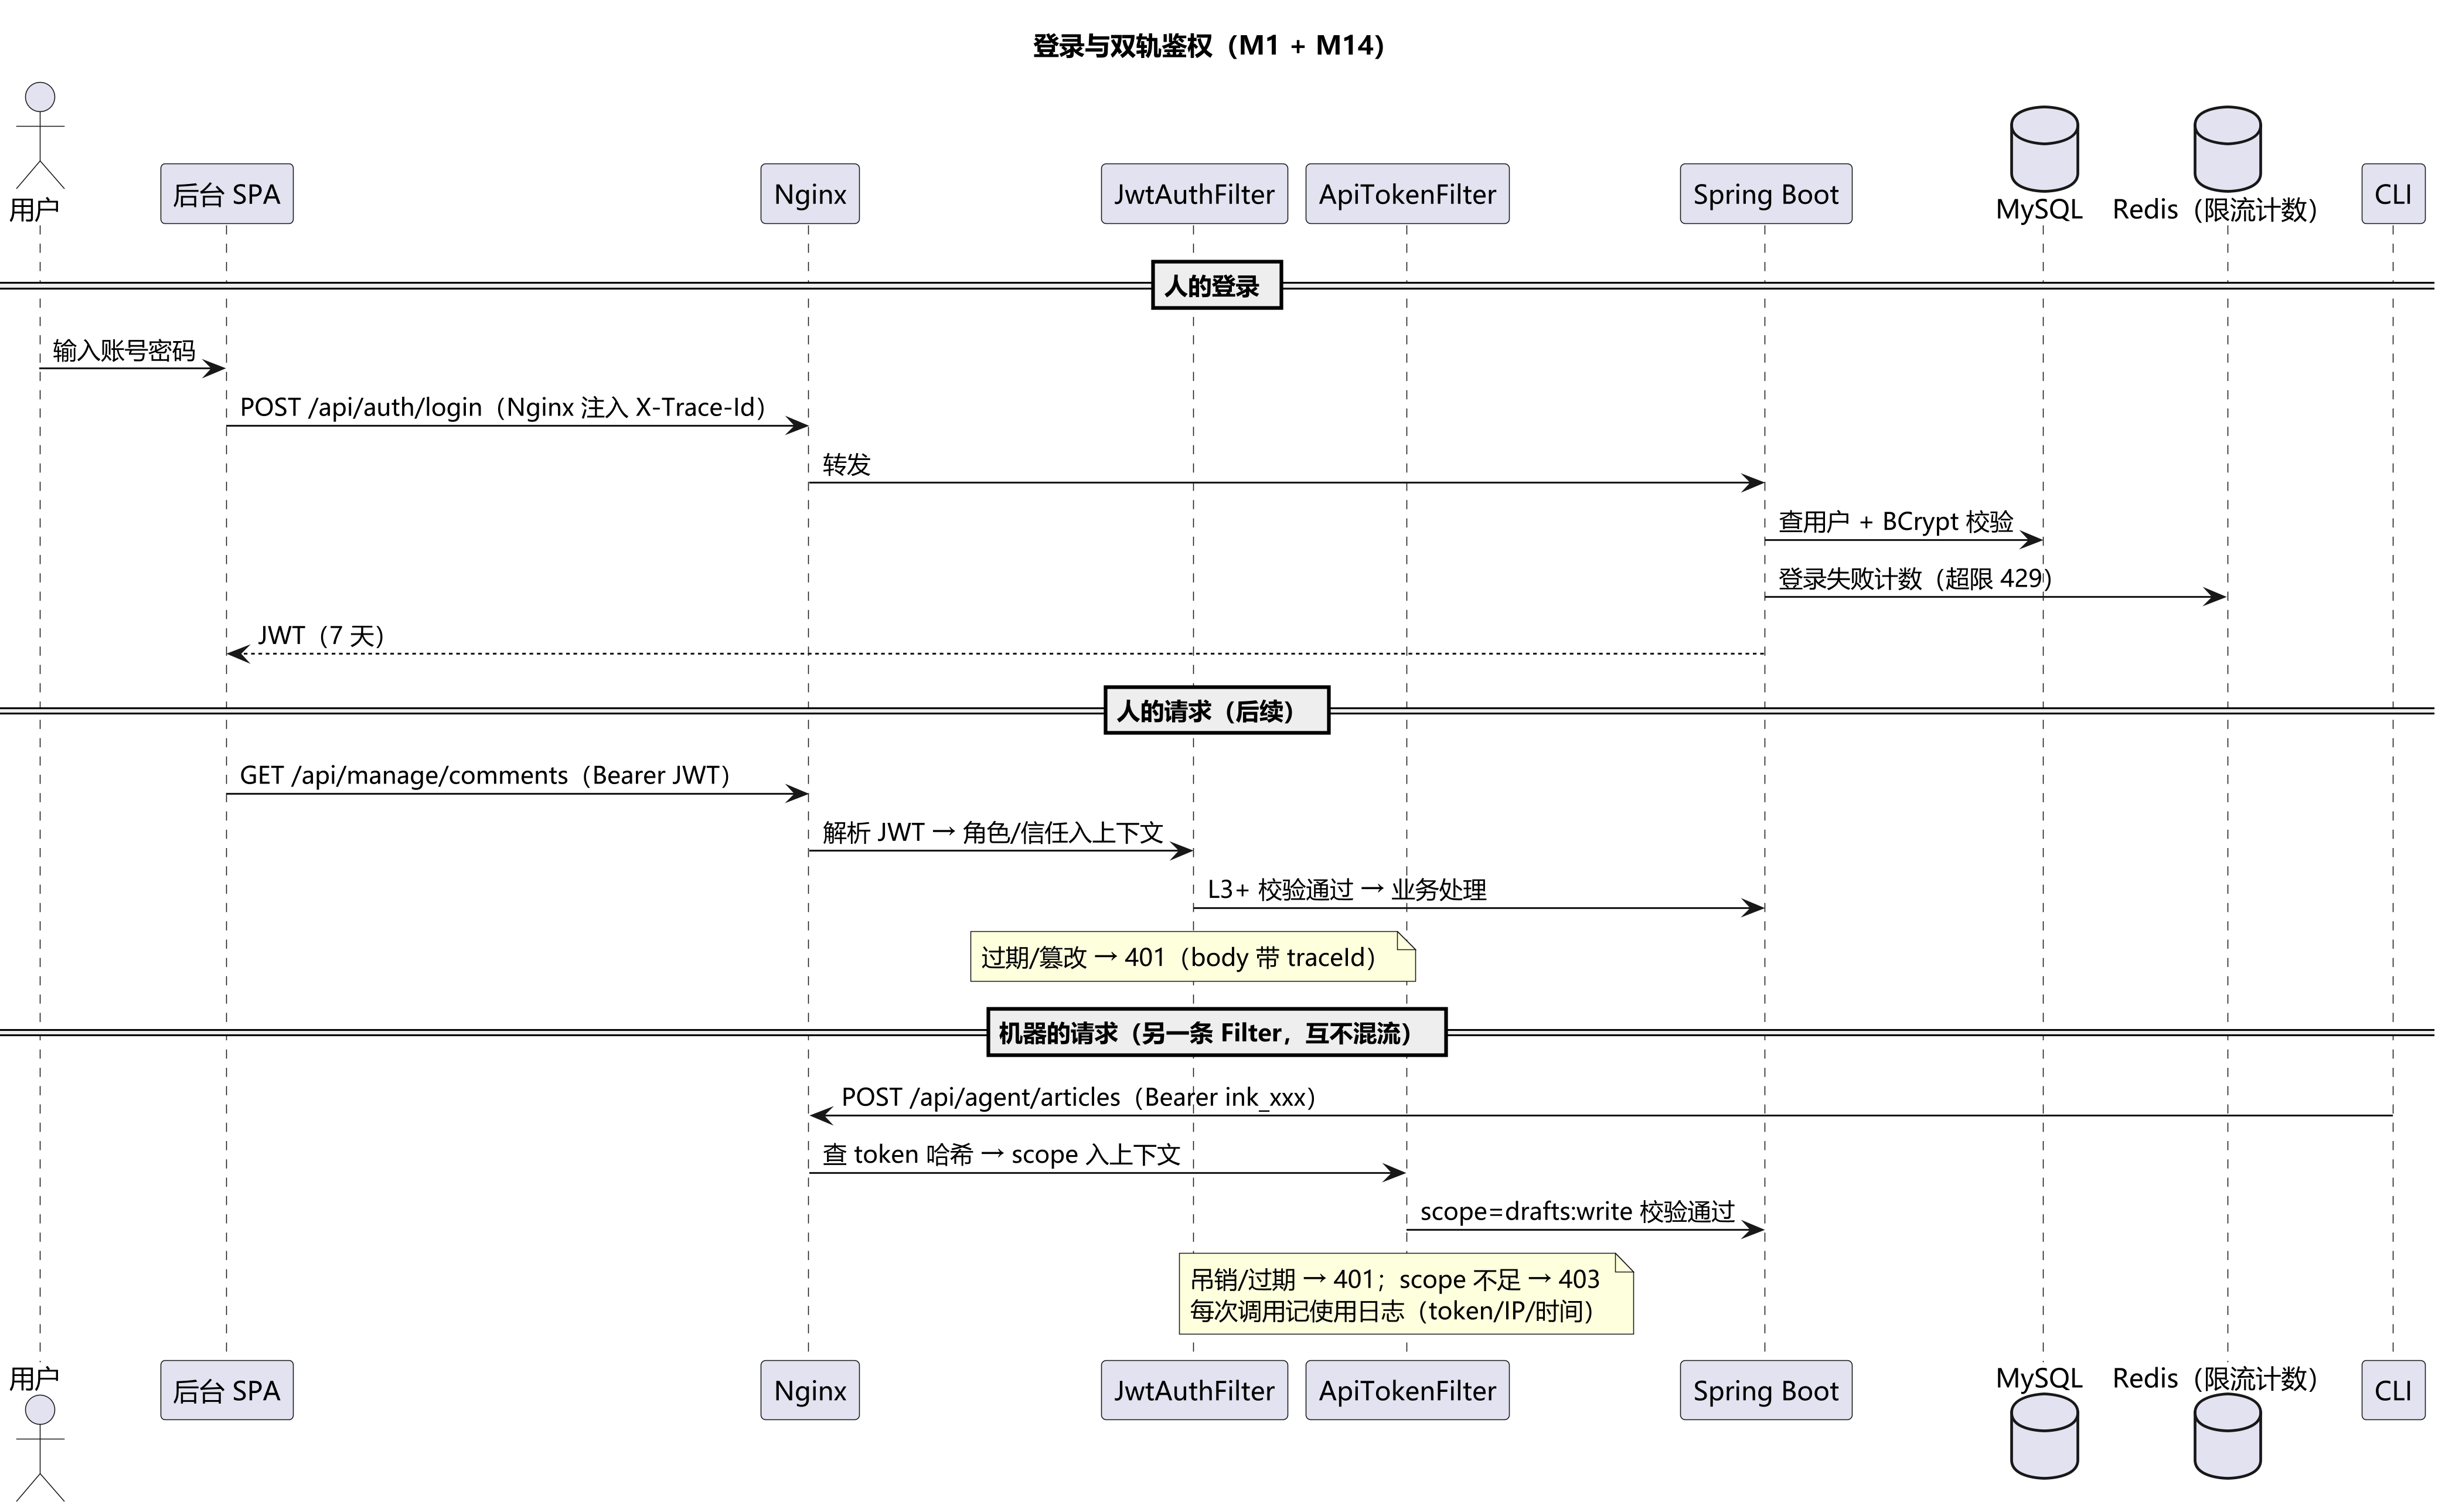 登录与双轨鉴权（M1 + M14）
用户
后台 SPA
Nginx
JwtAuthFilter
ApiTokenFilter
Spring Boot
MySQL
Redis（限流计数）
CLI
人的登录
输入账号密码
POST /api/auth/login（Nginx 注入 X-Trace-Id）
转发
查用户 + BCrypt 校验
登录失败计数（超限 429）
JWT（7 天）
人的请求（后续）
GET /api/manage/comments（Bearer JWT）
解析 JWT → 角色/信任入上下文
L3+ 校验通过 → 业务处理
过期/篡改 → 401（body 带 traceId）
机器的请求（另一条 Filter，互不混流）
POST /api/agent/articles（Bearer ink_xxx）
查 token 哈希 → scope 入上下文
scope=drafts:write 校验通过
吊销/过期 → 401；scope 不足 → 403
每次调用记使用日志（token/IP/时间）
用户
后台 SPA
Nginx
JwtAuthFilter
ApiTokenFilter
Spring Boot
MySQL
Redis（限流计数）
CLI